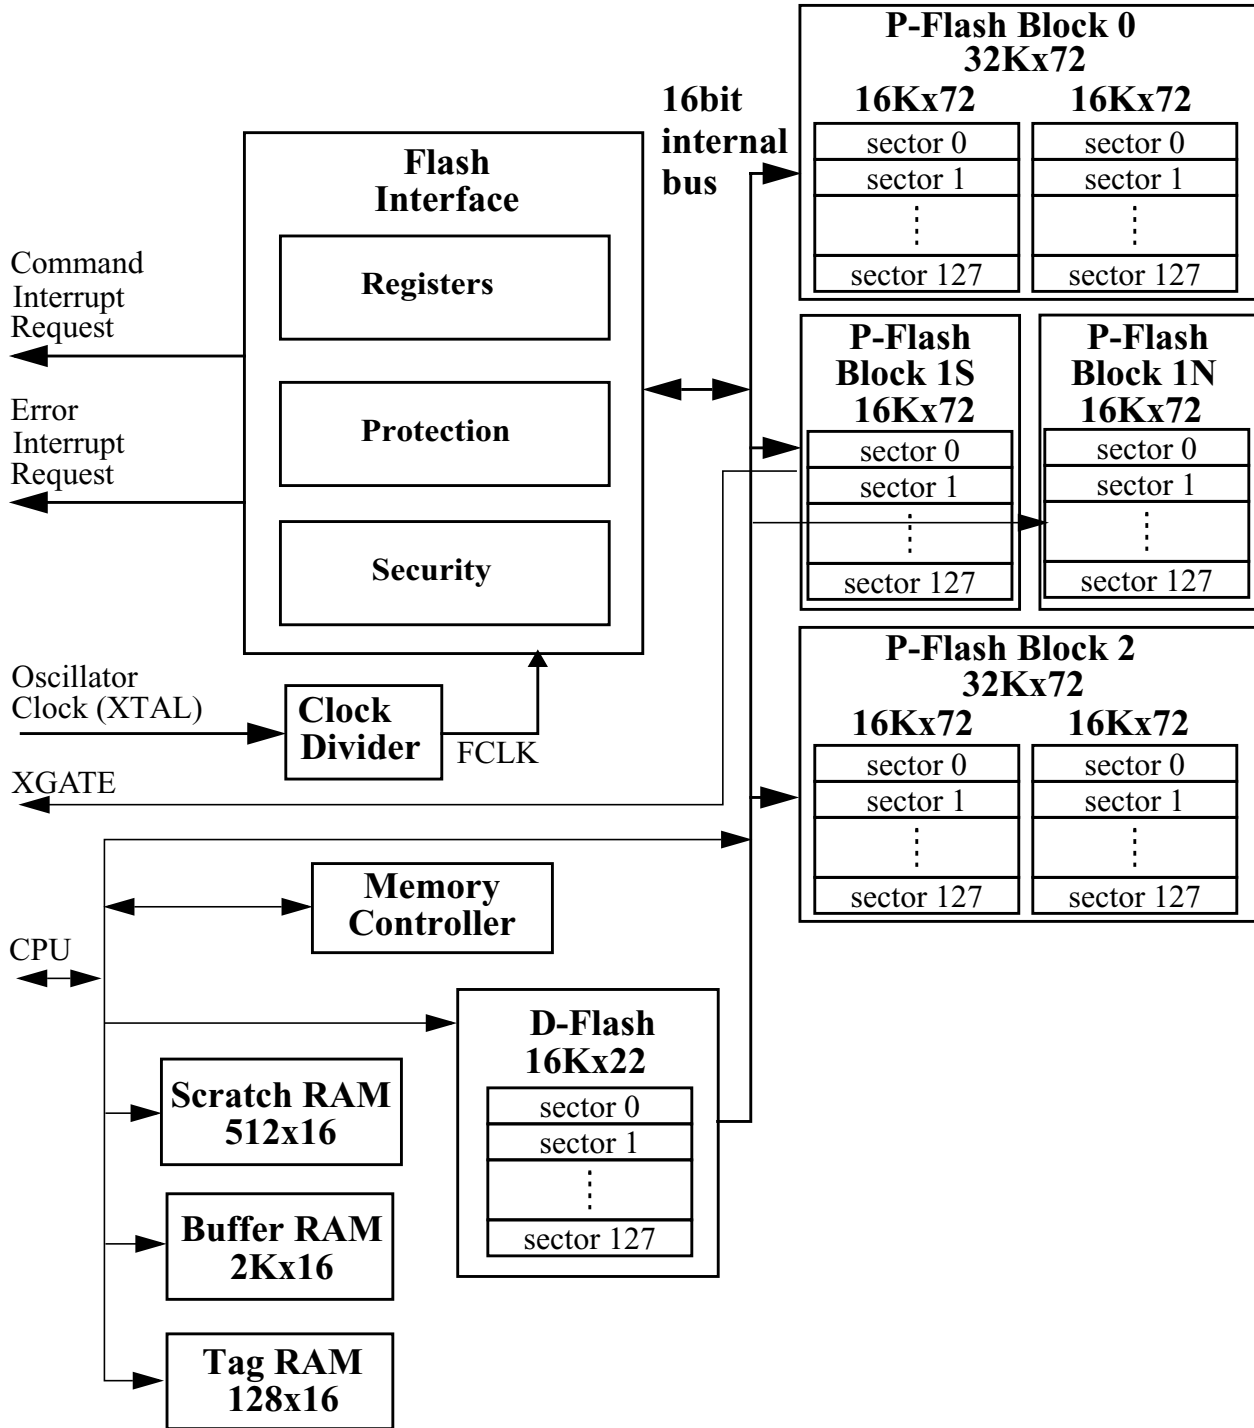 P-Flash Block 0
32Kx72
16Kx72 16Kx72
sector 0 sector 0
sector 1 sector 1
sector 127 sector 127
16bit
internal
bus
Flash
Interface
Registers
Protection
Security
Command
Interrupt
Request
Error
Interrupt
Request
P-Flash
Block 1S
16Kx72
sector 0
sector 1
sector 127
P-Flash
Block 1N
16Kx72
sector 0
sector 1
sector 127
Oscillator
Clock (XTAL)
Clock
Divider
FCLK
XGATE
P-Flash Block 2
32Kx72
16Kx72 16Kx72
sector 0 sector 0
sector 1 sector 1
sector 127 sector 127
Memory
Controller
CPU
D-Flash
16Kx22
sector 0
sector 1
sector 127
Scratch RAM
512x16
Buffer RAM
2Kx16
Tag RAM
128x16